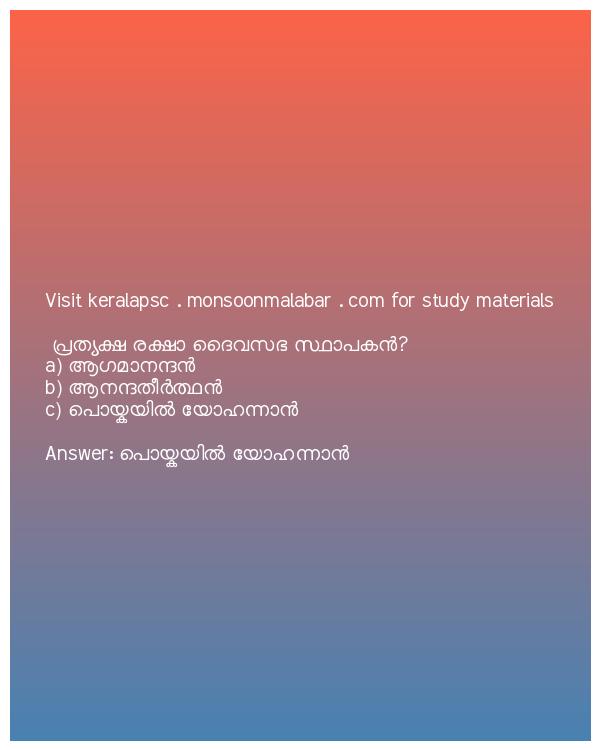 Visit keralapsc . monsoonmalabar . com for study materials
പ്രത്യക്ഷ രക്ഷാ ദൈവസഭ സ്ഥാപകൻ?
a) ആഗമാനന്ദൻ
b) ആനന്ദതീർത്ഥൻ
c) പൊയ്കയിൽ യോഹന്നാൻ
Answer: പൊയ്കയിൽ യോഹന്നാൻ